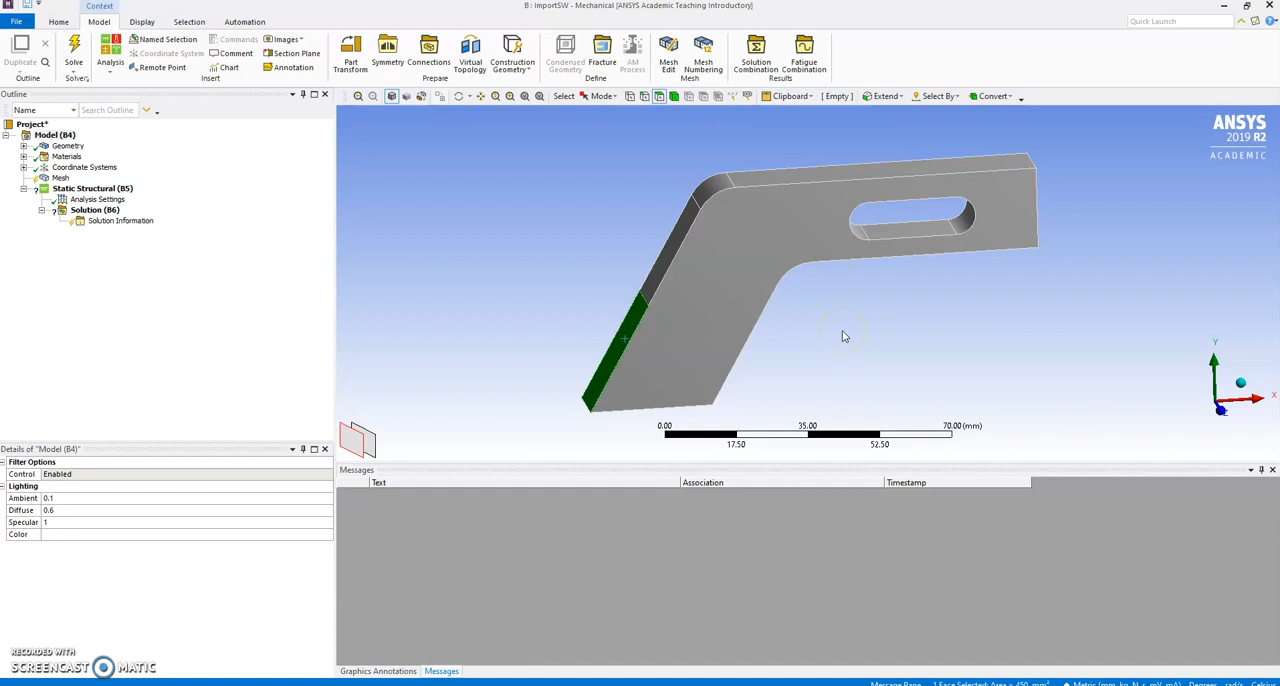 Context
B: ImportSW - Mechanical [ANSYS Academic Teaching Introductory]
File Home Model Display Selection Automation Quick Launch
Duplicate Solve Analysis Named Selection Commands Images Part Transform Symmetry Connections Virtual Topology Construction Geometry Condensed Geometry Fracture AM Process Mesh Edit Mesh Numbering Solution Combination Fatigue Combination
Coordinate System Comment Section Plane
Remote Point Chart Annotation
Outline Solvers Insert Prepare Define Mesh Results
Outline
Select Mode Clipboard [ Empty ] Extend Select By Convert
Name Search Outline
Project*
Model (B4)
Geometry
Materials
Coordinate Systems
Mesh
Static Structural (B5)
Analysis Settings
Solution (B6)
Solution Information
ANSYS
2019 R2
ACADEMIC
Y
X
0.00 35.00 70.00 (mm)
17.50 52.50
Details of "Model (B4)"
Filter Options
Control Enabled
Lighting
Ambient 0.1
Diffuse 0.6
Specular 1
Color
Messages
Text Association Timestamp
RECORDED WITH
SCREENCAST MATIC
Graphics Annotations Messages